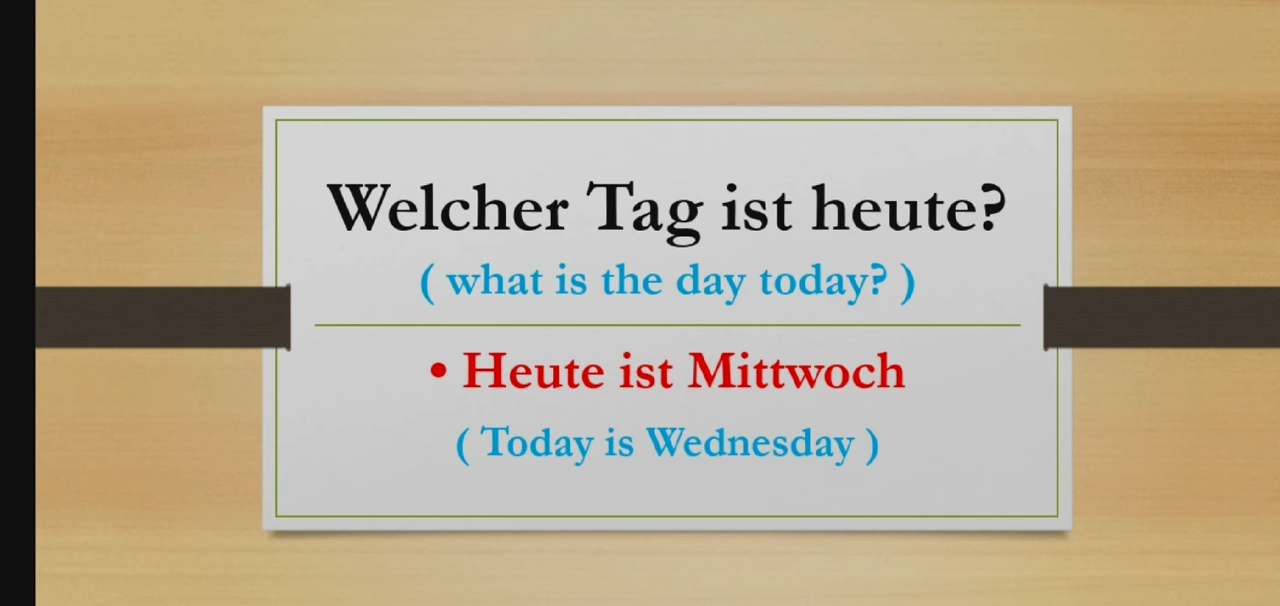 Welcher Tag ist heute?
( what is the day today? )
• Heute ist Mittwoch
( Today is Wednesday )